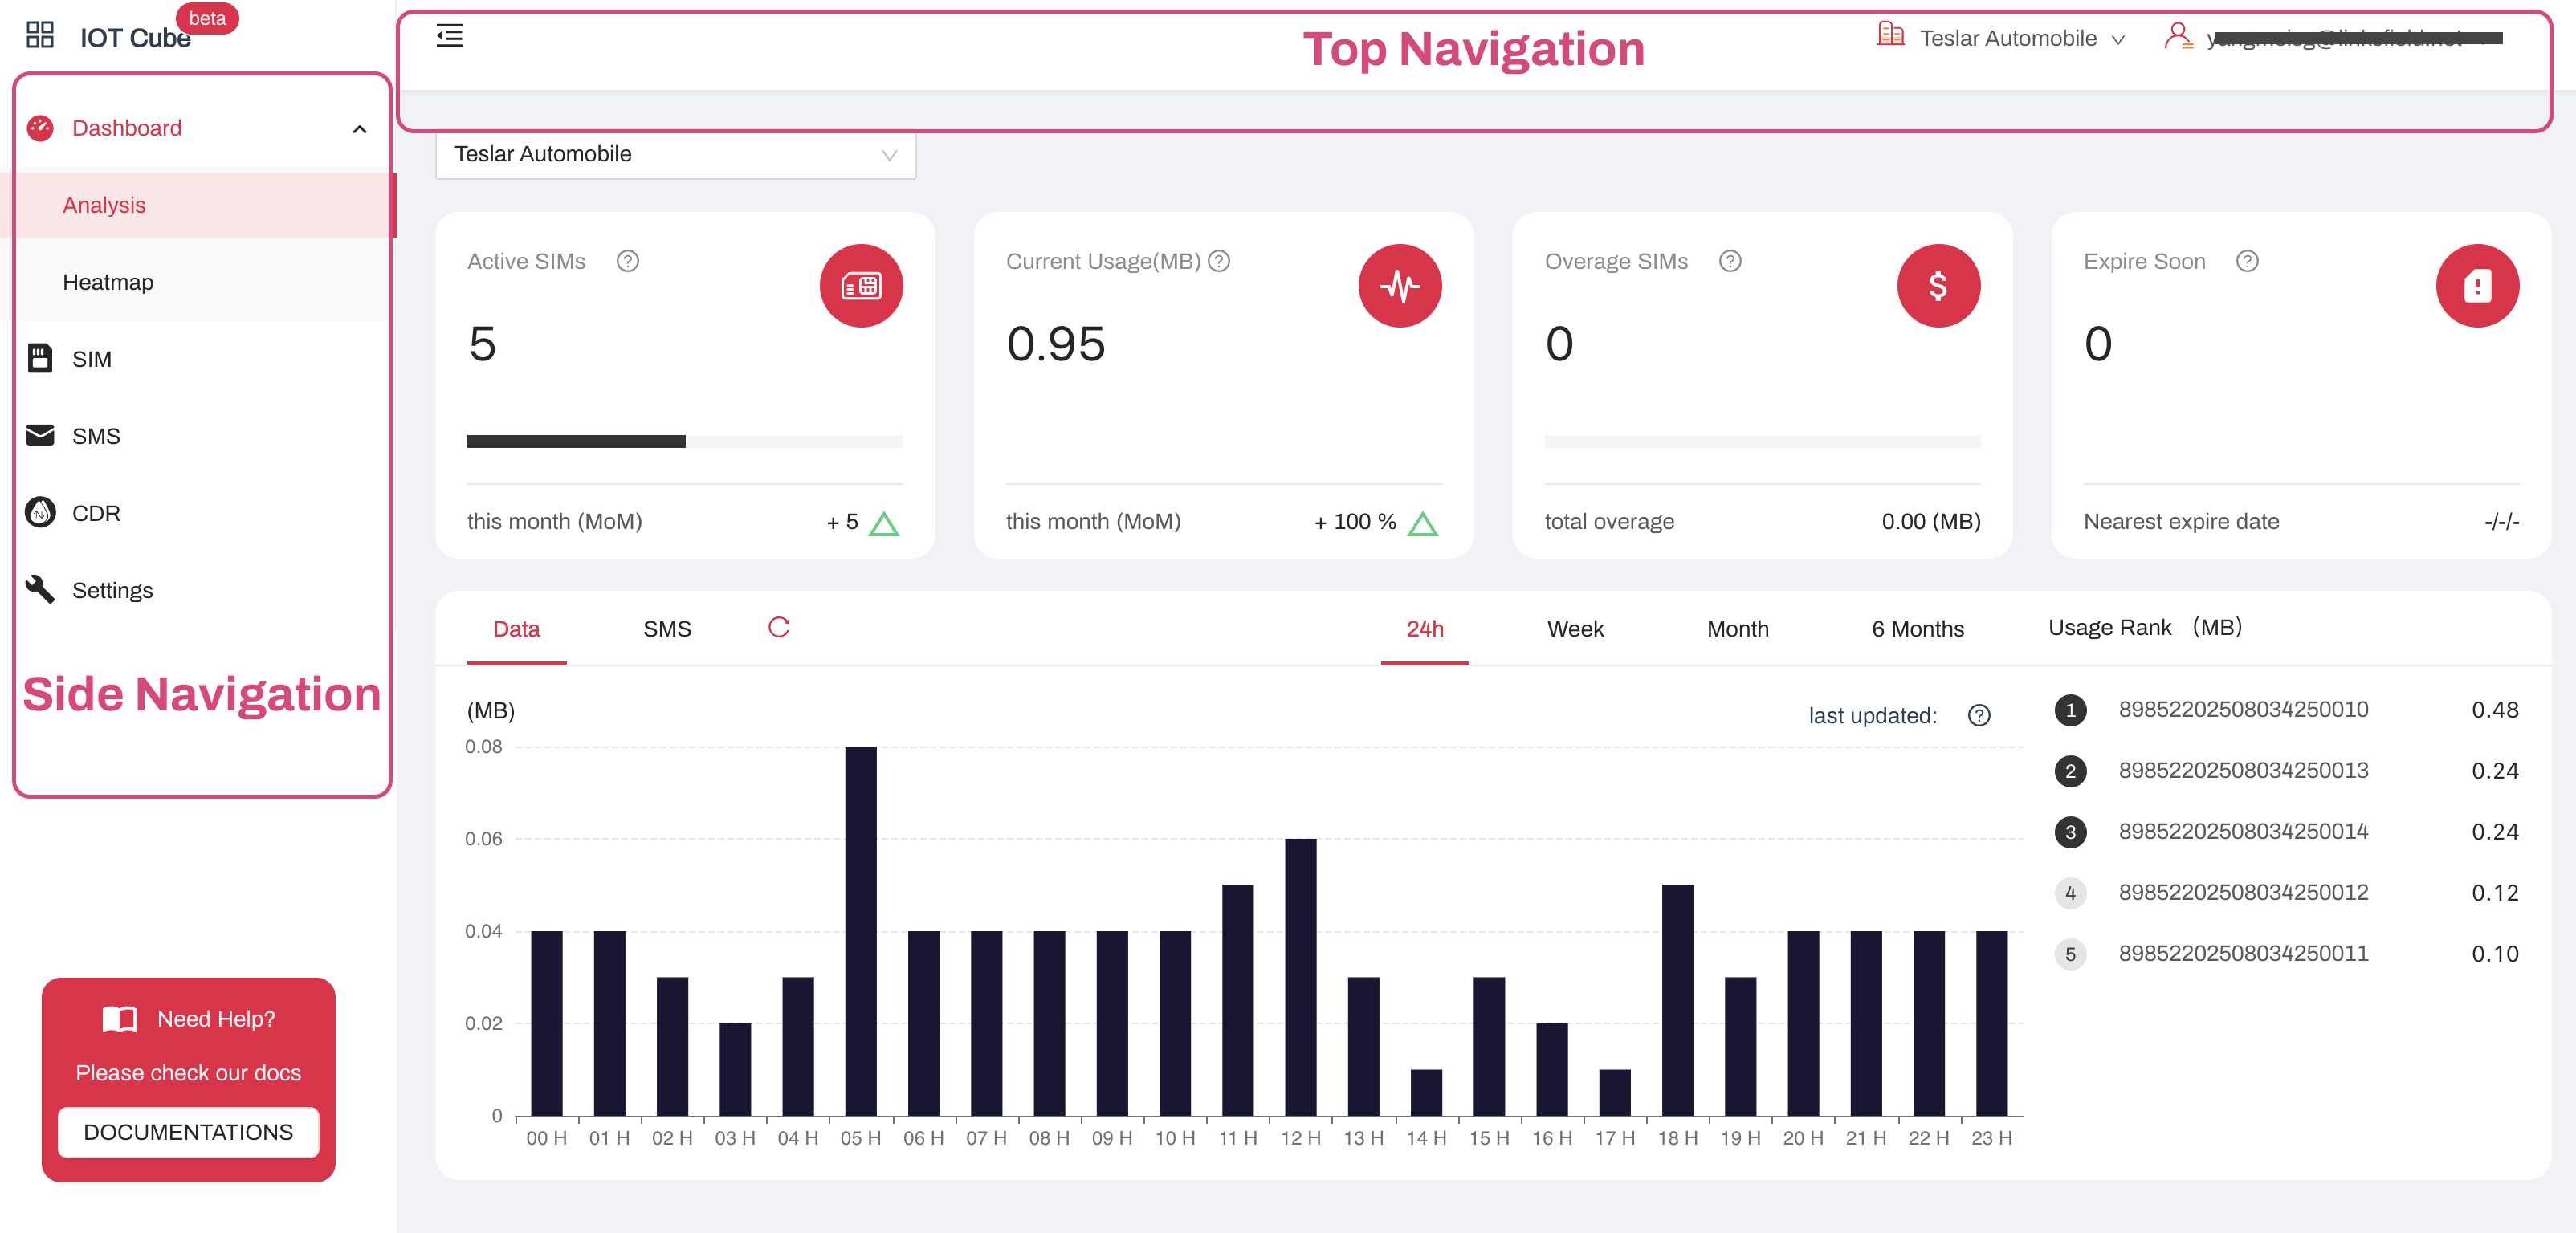 beta
IOT Cube
Top Navigation
Teslar Automobile
Dashboard
Analysis
Heatmap
SIM
SMS
CDR
Settings
Side Navigation
Need Help?
Please check our docs
DOCUMENTATIONS
Teslar Automobile
Active SIMs
5
this month (MoM) + 5
Current Usage(MB)
0.95
this month (MoM) + 100 %
Overage SIMs
$
0
total overage 0.00 (MB)
Expire Soon
0
Nearest expire date -/-/-
Data SMS 24h Week Month 6 Months
(MB)
last updated:
0.08
0.06
0.04
0.02
0
00 H 01 H 02 H 03 H 04 H 05 H 06 H 07 H 08 H 09 H 10 H 11 H 12 H 13 H 14 H 15 H 16 H 17 H 18 H 19 H 20 H 21 H 22 H 23 H
Usage Rank (MB)
1 89852202508034250010 0.48
2 89852202508034250013 0.24
3 89852202508034250014 0.24
4 89852202508034250012 0.12
5 89852202508034250011 0.10